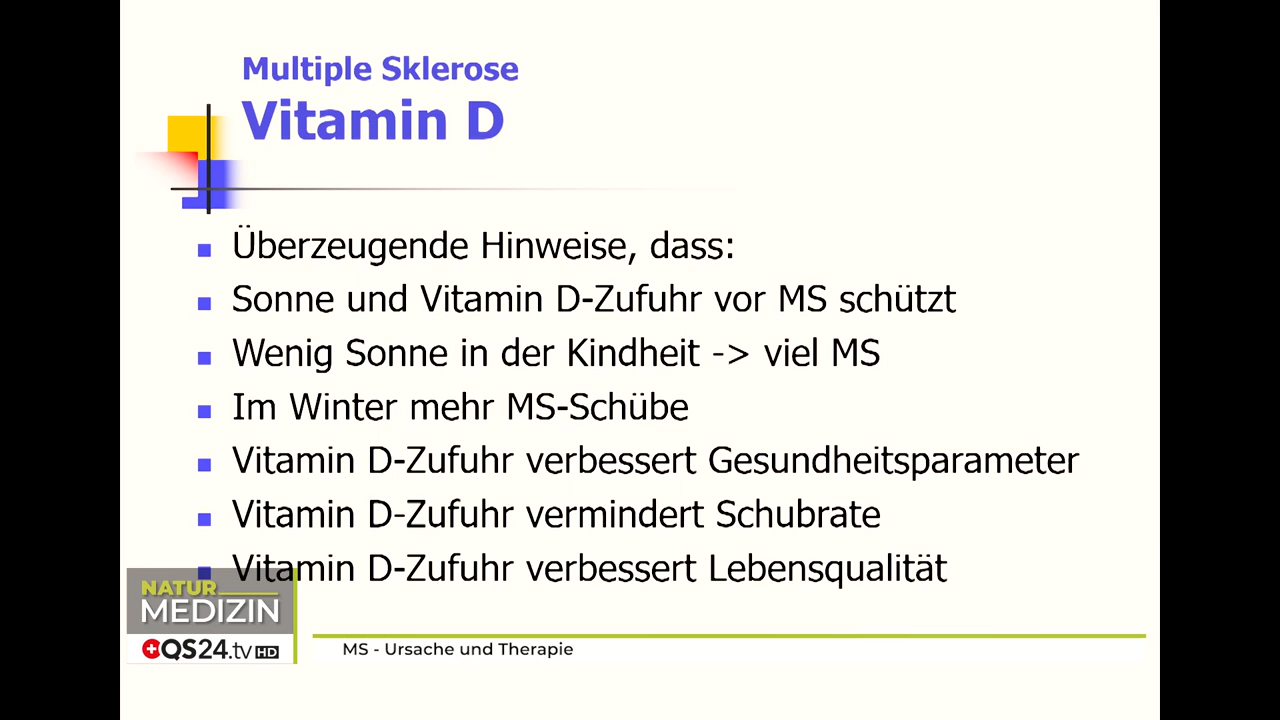 Multiple Sklerose
Vitamin D
Überzeugende Hinweise, dass:
Sonne und Vitamin D-Zufuhr vor MS schützt
Wenig Sonne in der Kindheit -> viel MS
Im Winter mehr MS-Schübe
Vitamin D-Zufuhr verbessert Gesundheitsparameter
Vitamin D-Zufuhr vermindert Schubrate
Vitamin D-Zufuhr verbessert Lebensqualität
NATUR
MEDIZIN
QS24.tv HD
MS - Ursache und Therapie